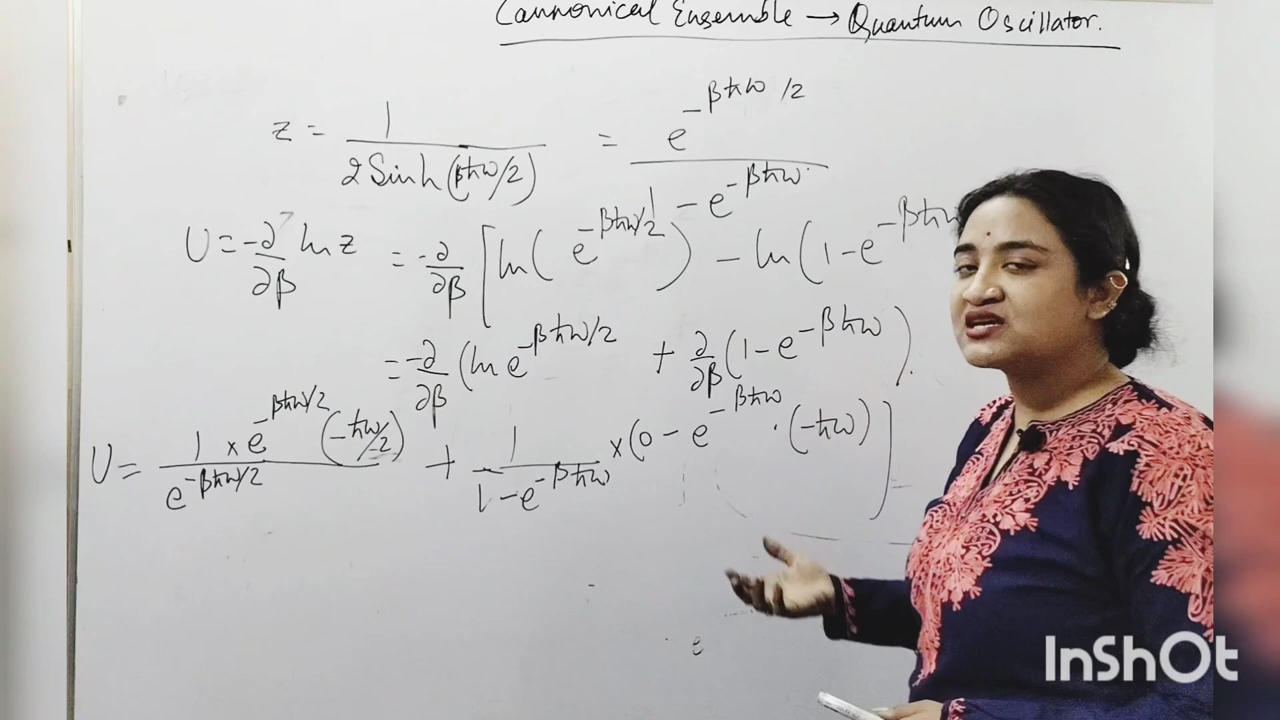 Cannonical Ensemble → Quantum Oscillator.
z = 1 / 2 Sinh (βħω/2) = e^-βħω/2 / 1 - e^-βħω
U = -∂/∂β ln z = -∂/∂β [ln( e^-βħω/2 ) - ln(1-e^-βħω
= -∂/∂β (ln e^-βħω/2 + ∂/∂β (1-e^-βħω).
U = 1 × e^-βħω/2 (-ħω/2) / e^-βħω/2 + 1 / 1-e^-βħω × (0 - e^-βħω · (-ħω) ]
e
InShOt